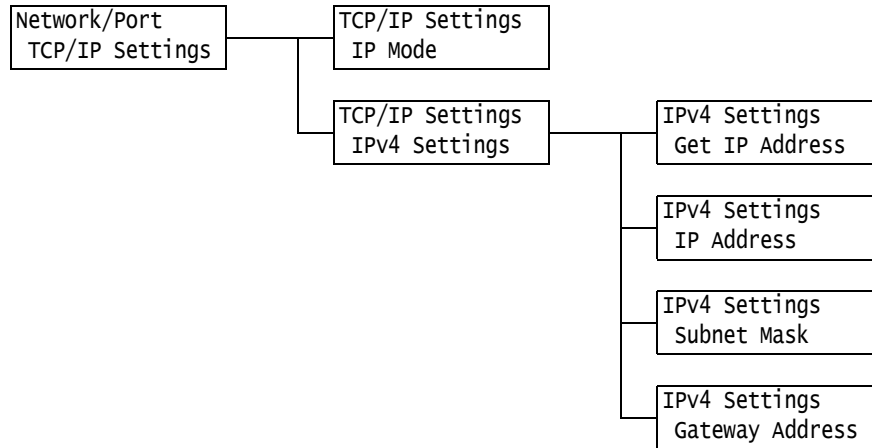 Network/Port
TCP/IP Settings
TCP/IP Settings
IP Mode
TCP/IP Settings
IPv4 Settings
IPv4 Settings
Get IP Address
IPv4 Settings
IP Address
IPv4 Settings
Subnet Mask
IPv4 Settings
Gateway Address